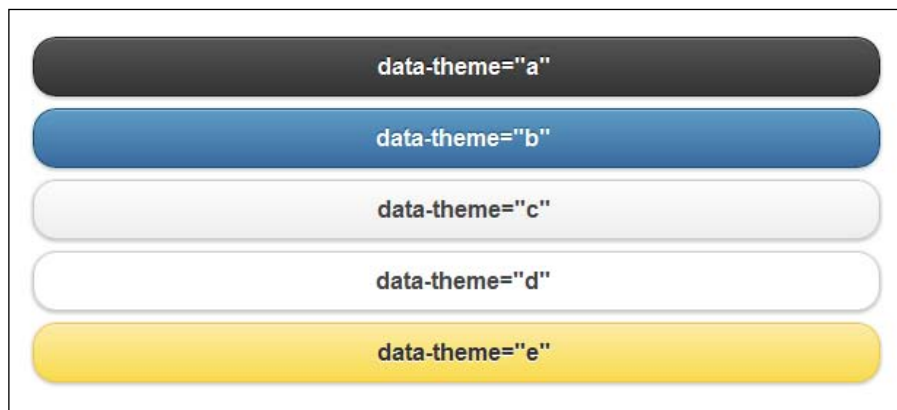 data-theme="a"
data-theme="b"
data-theme="c"
data-theme="d"
data-theme="e"